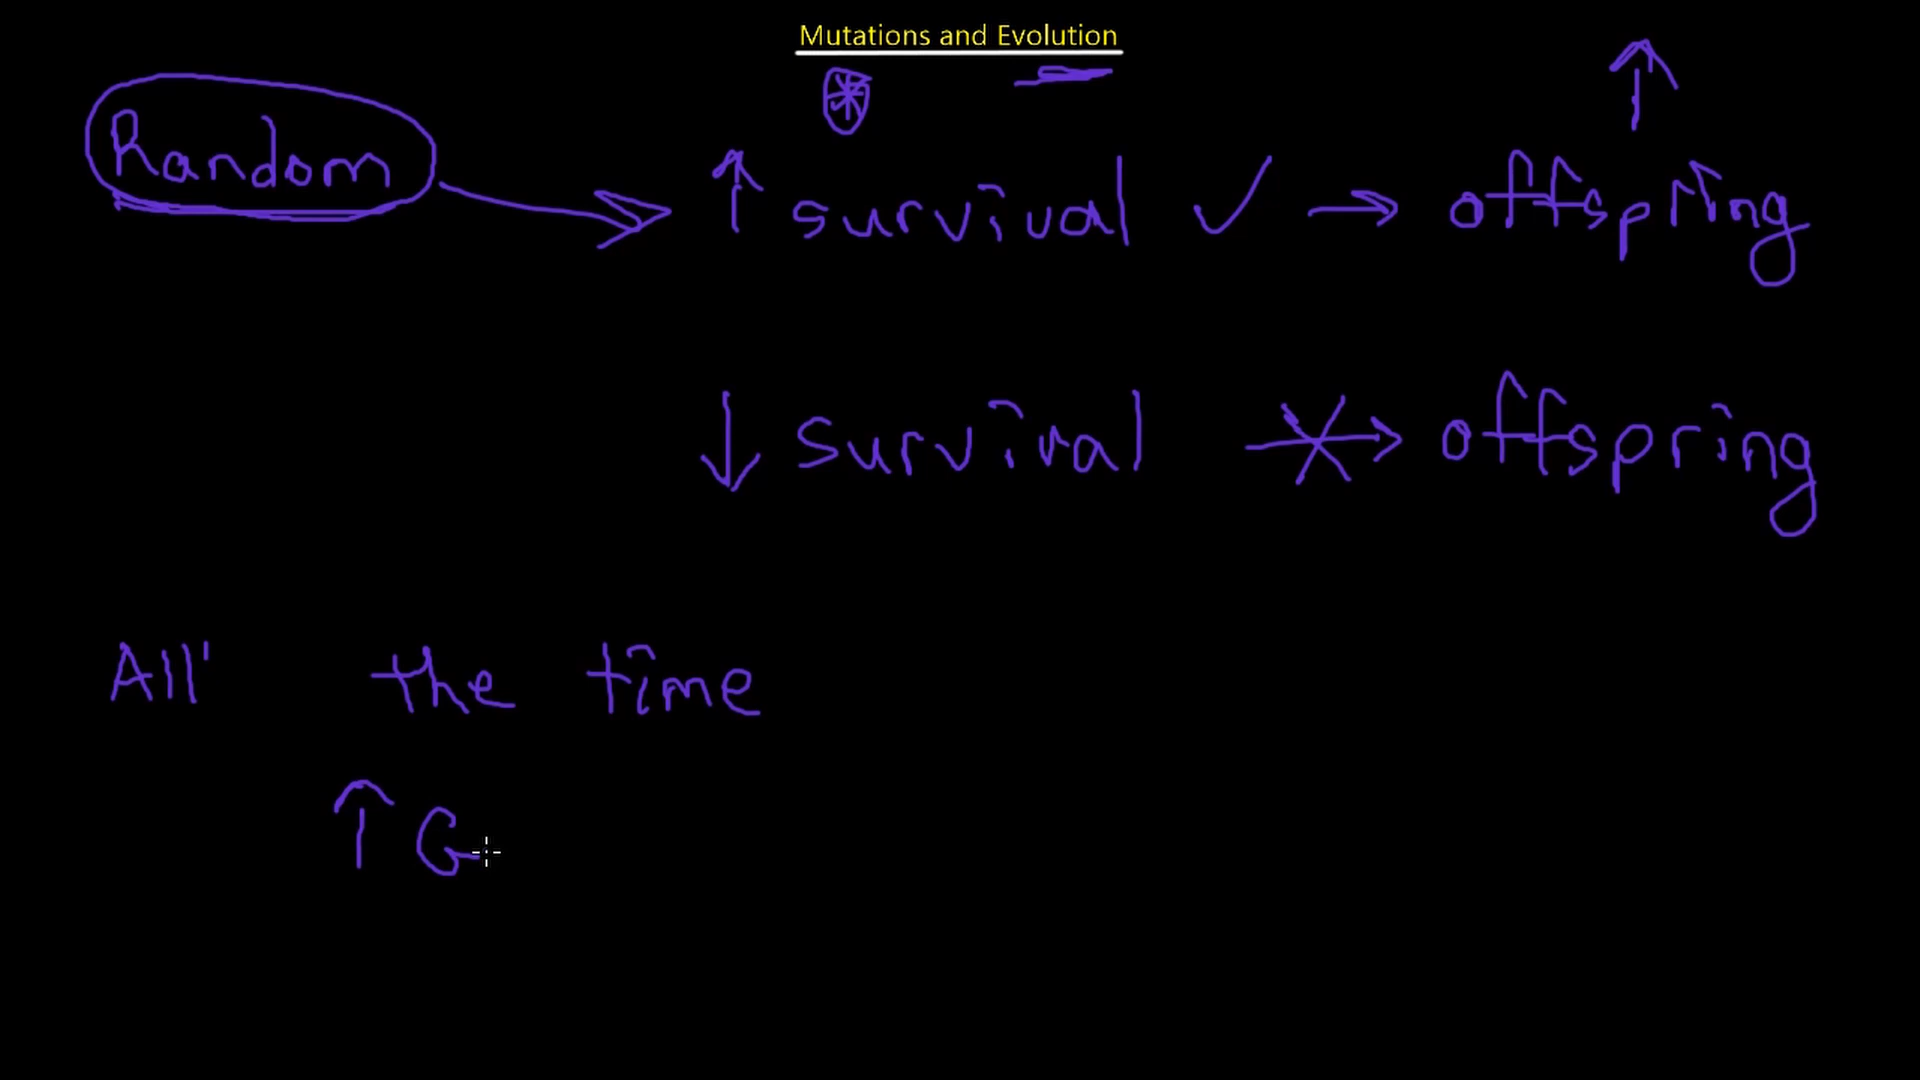 Mutations and Evolution
Random → ↑ survival ✓ → offspring ↑
↓ survival → offspring
All the time
↑ G